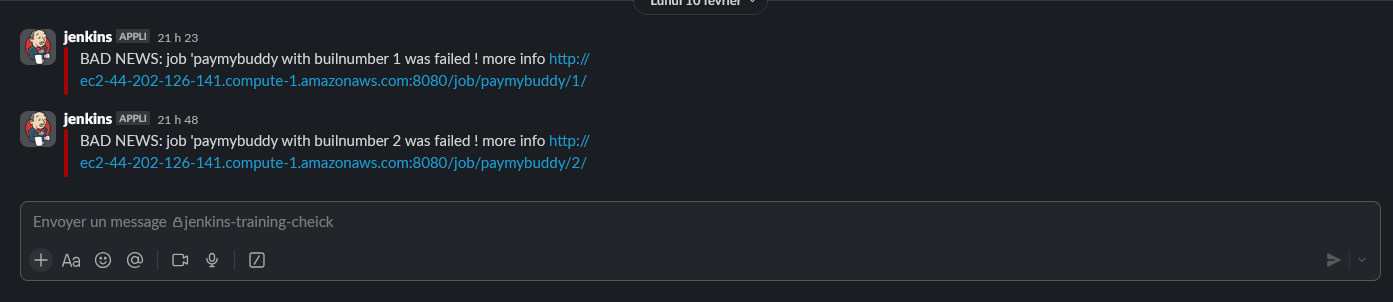 Lundi 10 février
jenkins APPLI 21 h 23
BAD NEWS: job 'paymybuddy with builnumber 1 was failed ! more info http://
ec2-44-202-126-141.compute-1.amazonaws.com:8080/job/paymybuddy/1/
jenkins APPLI 21 h 48
BAD NEWS: job 'paymybuddy with builnumber 2 was failed ! more info http://
ec2-44-202-126-141.compute-1.amazonaws.com:8080/job/paymybuddy/2/
Envoyer un message jenkins-training-cheick
Aa